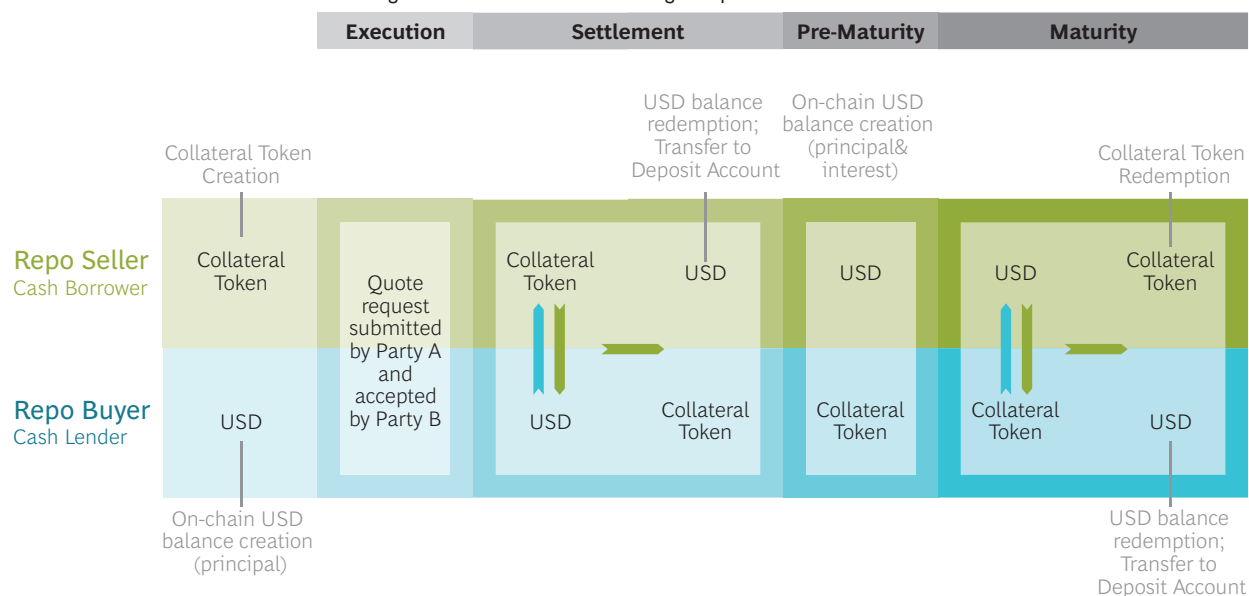 Execution
Settlement
Pre-Maturity
Maturity
Collateral Token
Creation
USD balance
redemption;
Transfer to
Deposit Account
On-chain USD
balance creation
(principal&
interest)
Collateral Token
Redemption
Repo Seller
Cash Borrower
Collateral
Token
Quote
request
submitted
by Party A
and
accepted
by Party B
Collateral
Token
USD
USD
USD
Collateral
Token
Repo Buyer
Cash Lender
USD
USD
Collateral
Token
Collateral
Token
Collateral
Token
USD
On-chain USD
balance creation
(principal)
USD balance
redemption;
Transfer to
Deposit Account